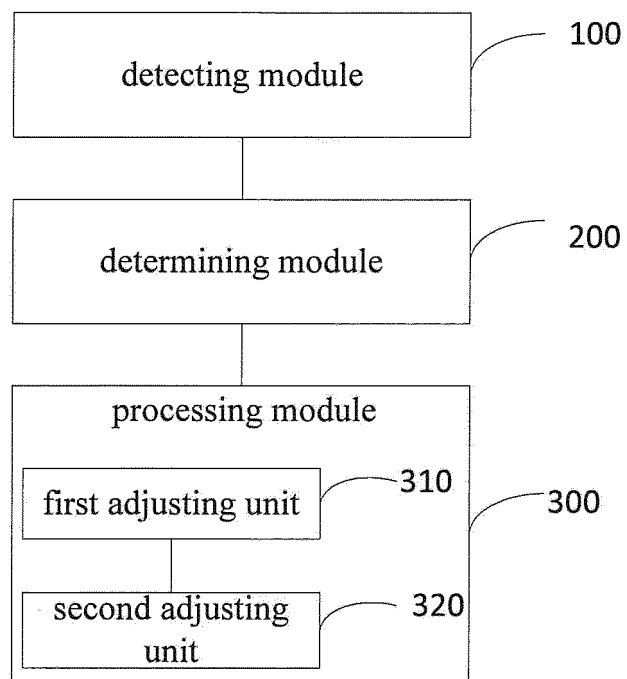 100
detecting module
200
determining module
processing module
310
first adjusting unit
300
320
second adjusting
unit